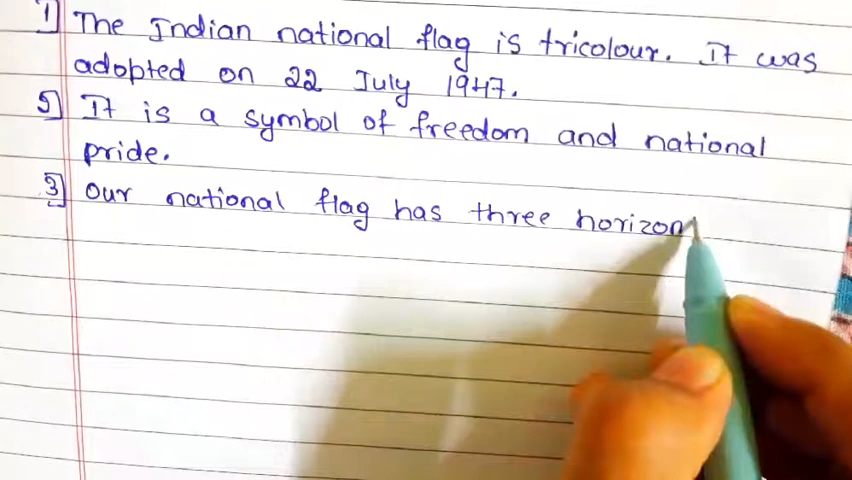 1] The Indian national flag is tricolour. It was
adopted on 22 July 1947.
5] It is a symbol of freedom and national
pride.
3] Our national flag has three horizon